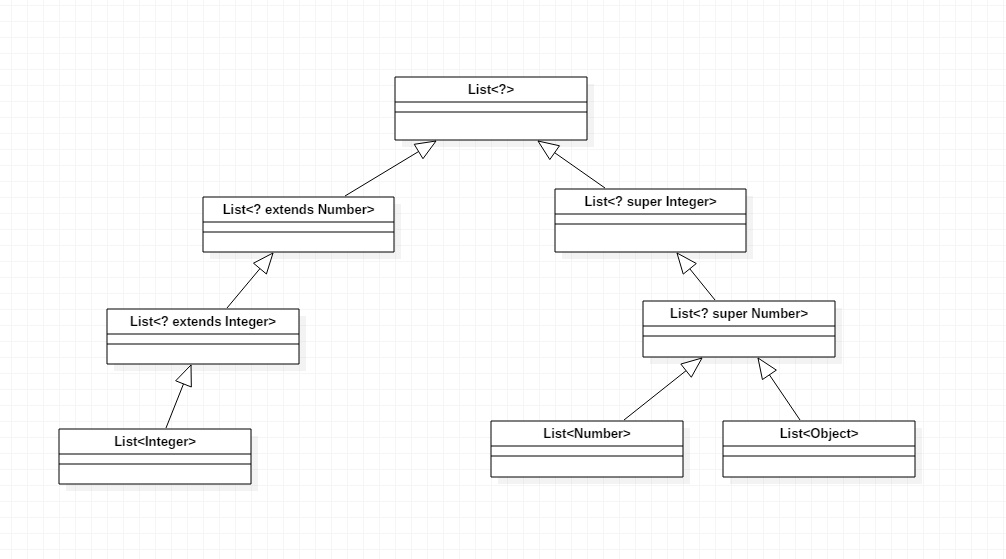 List<?>
List<? extends Number>
List<? super Integer>
List<? extends Integer>
List<? super Number>
List<Integer>
List<Number>
List<Object>